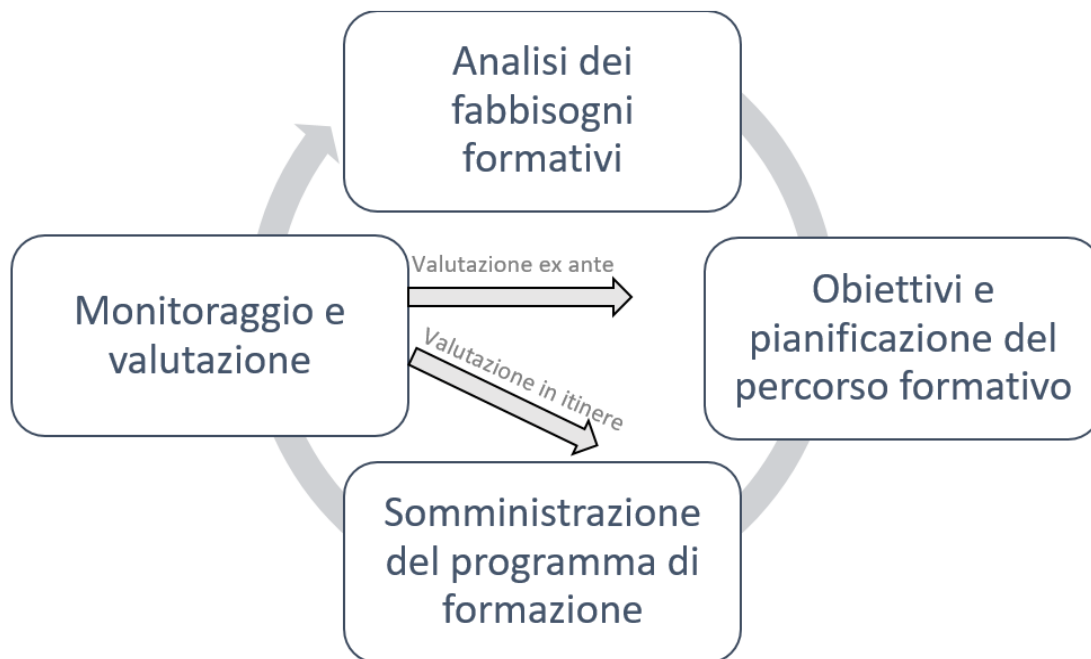 Analisi dei
fabbisogni
formativi
Valutazione ex ante
Monitoraggio e
valutazione
Obiettivi e
pianificazione del
percorso formativo
Valutazione in itinere
Somministrazione
del programma di
formazione